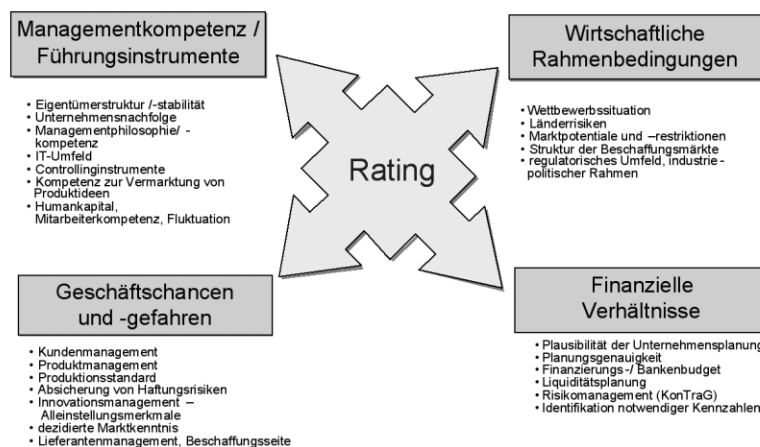 Managementkompetenz /
Führungsinstrumente
• Eigentümerstruktur /-stabilität
• Unternehmensnachfolge
• Managementphilosophie/ -
kompetenz
• IT-Umfeld
• Controllinginstrumente
• Kompetenz zur Vermarktung von
Produktideen
• Humankapital,
Mitarbeiterkompetenz, Fluktuation
Wirtschaftliche
Rahmenbedingungen
• Wettbewerbssituation
• Länderrisiken
• Marktpotentiale und –restriktionen
• Struktur der Beschaffungsmärkte
• regulatorisches Umfeld, industrie-
politischer Rahmen
Rating
Geschäftschancen
und -gefahren
• Kundenmanagement
• Produktmanagement
• Produktionsstandard
• Absicherung von Haftungsrisiken
• Innovationsmanagement –
Alleinstellungsmerkmale
• dezidierte Marktkenntnis
• Lieferantenmanagement, Beschaffungsseite
Finanzielle
Verhältnisse
• Plausibilität der Unternehmensplanung
• Planungsgenauigkeit
• Finanzierungs-/ Bankenbudget
• Liquiditätsplanung
• Risikomanagement (KonTraG)
• Identifikation notwendiger Kennzahlen